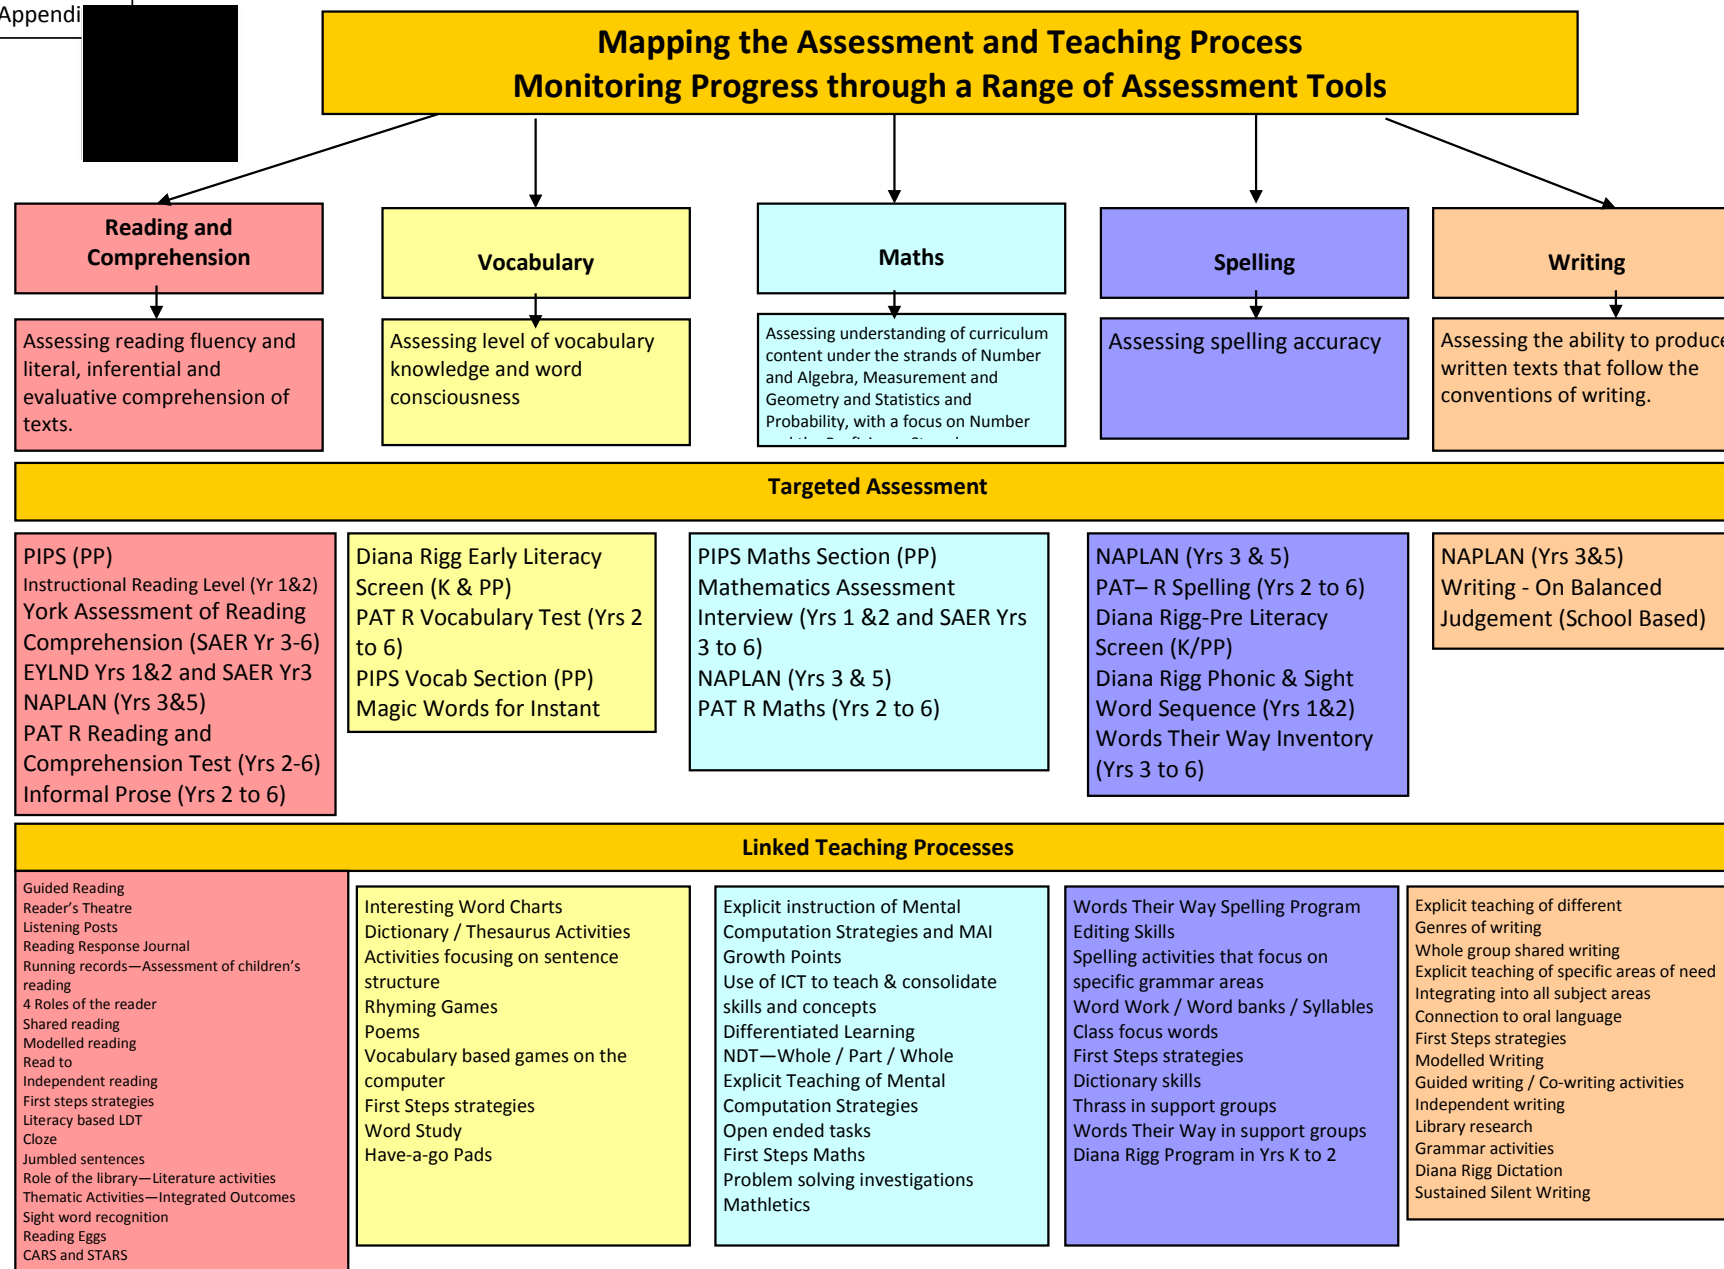 Appendi
Mapping the Assessment and Teaching Process
Monitoring Progress through a Range of Assessment Tools
Reading and
Comprehension
Vocabulary
Maths
Spelling
Writing
Assessing reading fluency and
literal, inferential and
evaluative comprehension of
texts.
Assessing level of vocabulary
knowledge and word
consciousness
Assessing understanding of curriculum
content under the strands of Number
and Algebra, Measurement and
Geometry and Statistics and
Probability, with a focus on Number
Assessing spelling accuracy
Assessing the ability to produce
written texts that follow the
conventions of writing.
Targeted Assessment
PIPS (PP)
Instructional Reading Level (Yr 1&2)
York Assessment of Reading
Comprehension (SAER Yr 3-6)
EYLND Yrs 1&2 and SAER Yr3
NAPLAN (Yrs 3&5)
PAT R Reading and
Comprehension Test (Yrs 2-6)
Informal Prose (Yrs 2 to 6)
Diana Rigg Early Literacy
Screen (K & PP)
PAT R Vocabulary Test (Yrs 2
to 6)
PIPS Vocab Section (PP)
Magic Words for Instant
PIPS Maths Section (PP)
Mathematics Assessment
Interview (Yrs 1 &2 and SAER Yrs
3 to 6)
NAPLAN (Yrs 3 & 5)
PAT R Maths (Yrs 2 to 6)
NAPLAN (Yrs 3 & 5)
PAT– R Spelling (Yrs 2 to 6)
Diana Rigg-Pre Literacy
Screen (K/PP)
Diana Rigg Phonic & Sight
Word Sequence (Yrs 1&2)
Words Their Way Inventory
(Yrs 3 to 6)
NAPLAN (Yrs 3&5)
Writing - On Balanced
Judgement (School Based)
Linked Teaching Processes
Guided Reading
Reader’s Theatre
Listening Posts
Reading Response Journal
Running records—Assessment of children’s
reading
4 Roles of the reader
Shared reading
Modelled reading
Read to
Independent reading
First steps strategies
Literacy based LDT
Cloze
Jumbled sentences
Role of the library—Literature activities
Thematic Activities—Integrated Outcomes
Sight word recognition
Reading Eggs
CARS and STARS
Interesting Word Charts
Dictionary / Thesaurus Activities
Activities focusing on sentence
structure
Rhyming Games
Poems
Vocabulary based games on the
computer
First Steps strategies
Word Study
Have-a-go Pads
Explicit instruction of Mental
Computation Strategies and MAI
Growth Points
Use of ICT to teach & consolidate
skills and concepts
Differentiated Learning
NDT—Whole / Part / Whole
Explicit Teaching of Mental
Computation Strategies
Open ended tasks
First Steps Maths
Problem solving investigations
Mathletics
Words Their Way Spelling Program
Editing Skills
Spelling activities that focus on
specific grammar areas
Word Work / Word banks / Syllables
Class focus words
First Steps strategies
Dictionary skills
Thrass in support groups
Words Their Way in support groups
Diana Rigg Program in Yrs K to 2
Explicit teaching of different
Genres of writing
Whole group shared writing
Explicit teaching of specific areas of need
Integrating into all subject areas
Connection to oral language
First Steps strategies
Modelled Writing
Guided writing / Co-writing activities
Independent writing
Library research
Grammar activities
Diana Rigg Dictation
Sustained Silent Writing